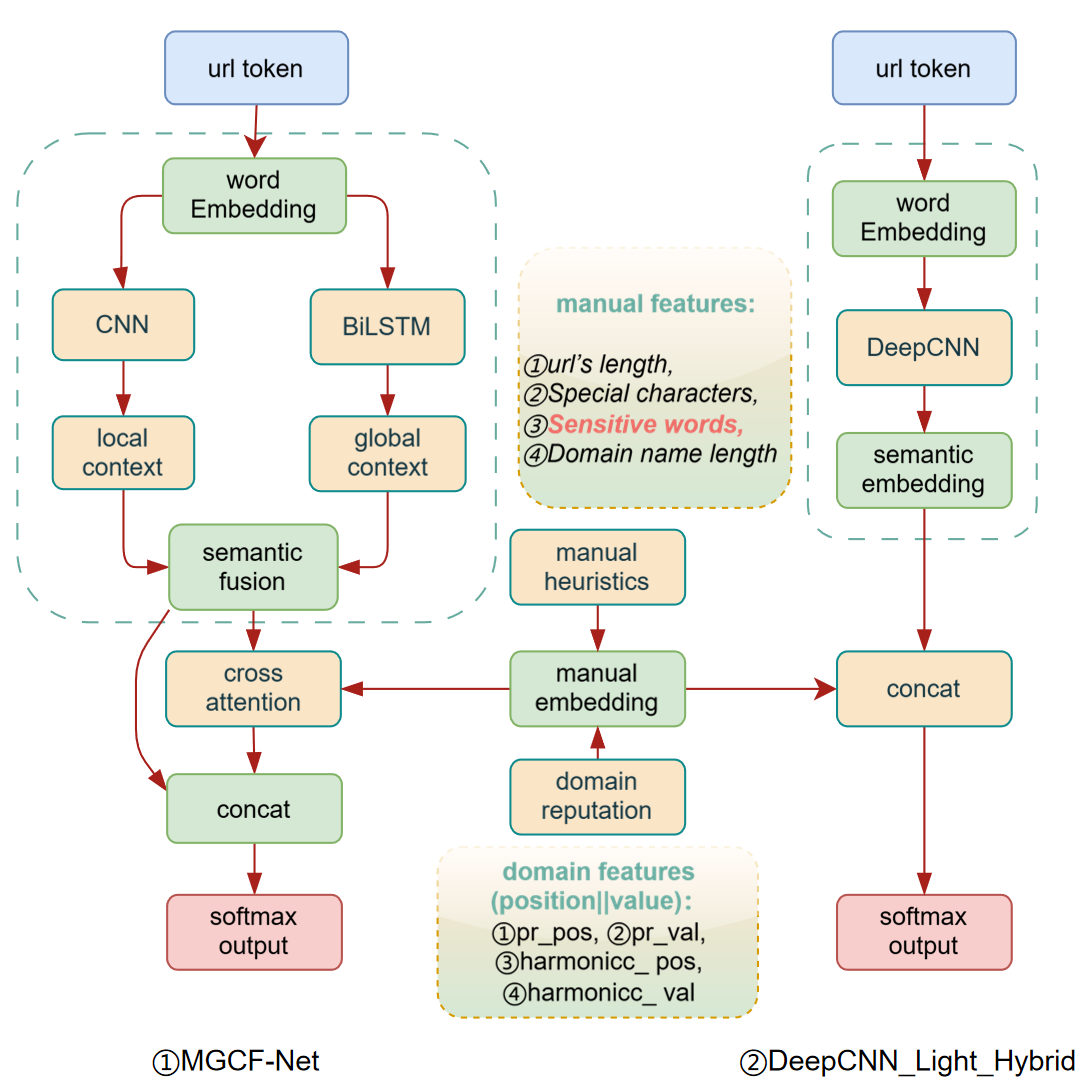 url token
word
Embedding
CNN
BiLSTM
local
context
global
context
semantic
fusion
cross
attention
concat
softmax
output
①MGCF-Net
manual features:
①url’s length,
②Special characters,
③Sensitive words,
④Domain name length
manual
heuristics
manual
embedding
domain
reputation
domain features
(position||value):
①pr_pos, ②pr_val,
③harmonicc_ pos,
④harmonicc_ val
url token
word
Embedding
DeepCNN
semantic
embedding
concat
softmax
output
②DeepCNN_Light_Hybrid